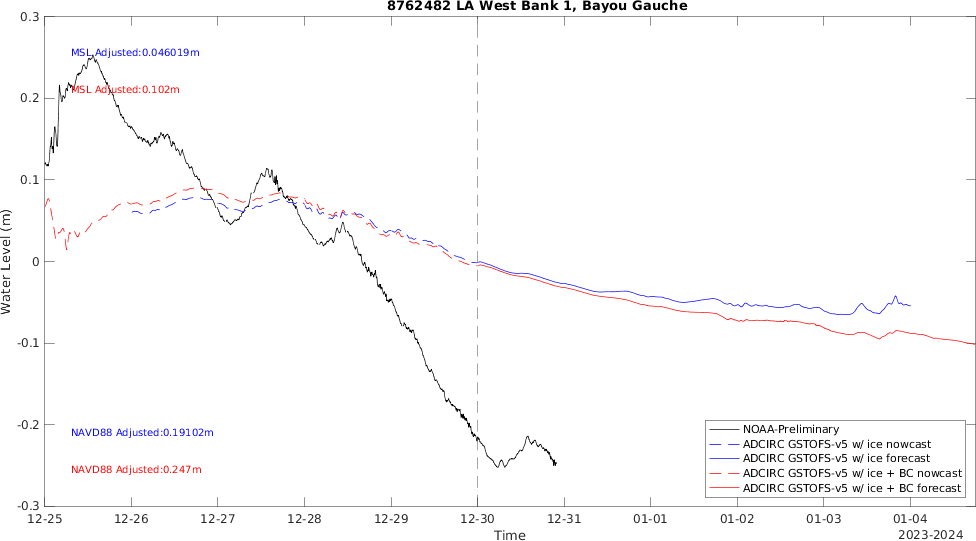 8762482 LA West Bank 1, Bayou Gauche
0.3
MSL Adjusted:0.046019m
MSL Adjusted:0.102m
0.2
0.1
Water Level (m)
0
-0.1
-0.2
NAVD88 Adjusted:0.19102m
NAVD88 Adjusted:0.247m
NOAA-Preliminary
ADCIRC GSTOFS-v5 w/ ice nowcast
ADCIRC GSTOFS-v5 w/ ice forecast
ADCIRC GSTOFS-v5 w/ ice + BC nowcast
ADCIRC GSTOFS-v5 w/ ice + BC forecast
-0.3
12-25 12-26 12-27 12-28 12-29 12-30 12-31 01-01 01-02 01-03 01-04
Time
2023-2024